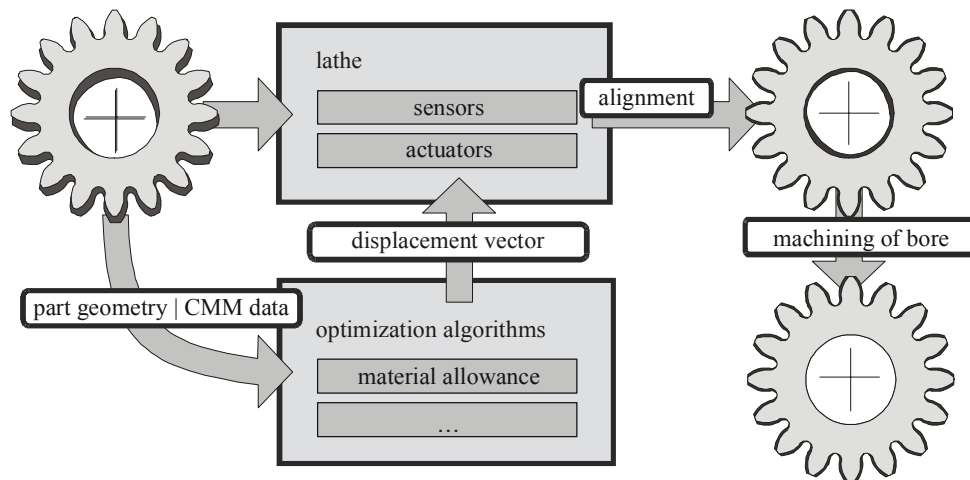 lathe
sensors
actuators
alignment
displacement vector
machining of bore
part geometry | CMM data
optimization algorithms
material allowance
...